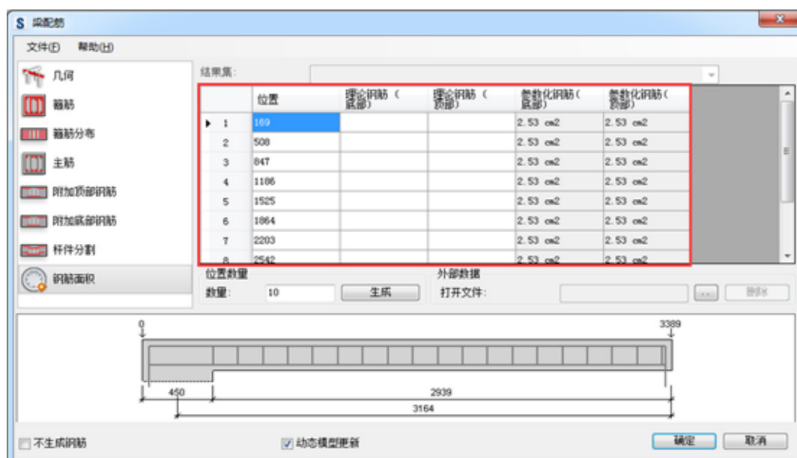 S 梁配筋
文件(F) 帮助(H)
几何
箍筋
箍筋分布
主筋
附加顶部钢筋
附加底部钢筋
杆件分割
钢筋面积
结果集:
位置 理论钢筋 (底部) 理论钢筋 (顶部) 参数化钢筋(底部) 参数化钢筋(顶部)
1 169 2.53 cm2 2.53 cm2
2 508 2.53 cm2 2.53 cm2
3 847 2.53 cm2 2.53 cm2
4 1186 2.53 cm2 2.53 cm2
5 1525 2.53 cm2 2.53 cm2
6 1864 2.53 cm2 2.53 cm2
7 2203 2.53 cm2 2.53 cm2
8 2542 2.53 cm2 2.53 cm2
位置数量 外部数据
数量: 10 生成 打开文件: .. 删除
0 3389
450 2939
3164
不生成钢筋 动态模型更新 确定 取消